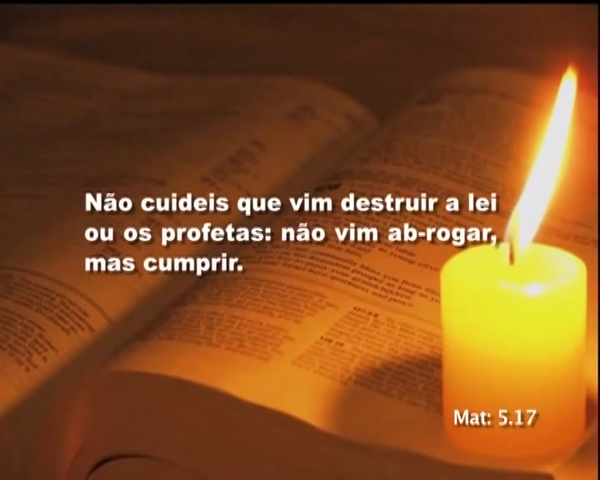 Não cuideis que vim destruir a lei
ou os profetas: não vim ab-rogar,
mas cumprir.
Mat: 5.17